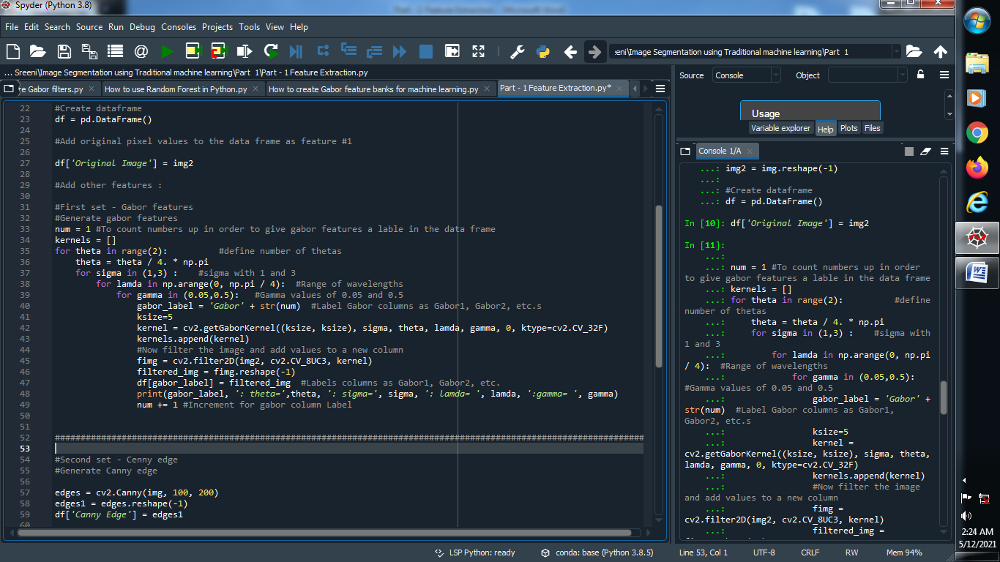 Spyder (Python 3.8)
Part - 1 Feature Extraction - Microsoft Word
File Edit Search Source Run Debug Consoles Projects Tools View Help
:eni\Image Segmentation using Traditional machine learning\Part 1
... Sreeni\Image Segmentation using Traditional machine learning\Part 1\Part - 1 Feature Extraction.py
re Gabor filters.py
How to use Random Forest in Python.py
How to create Gabor feature banks for machine learning.py
Part - 1 Feature Extraction.py*
22 #Create dataframe
23 df = pd.DataFrame()
24
25 #Add original pixel values to the data frame as feature #1
26
27 df['Original Image'] = img2
28
29 #Add other features :
30
31 #First set - Gabor features
32 #Generate gabor features
33 num = 1 #To count numbers up in order to give gabor features a lable in the data frame
34 kernels = []
35 for theta in range(2):          #define number of thetas
36     theta = theta / 4. * np.pi
37     for sigma in (1,3) :    #sigma with 1 and 3
38         for lamda in np.arange(0, np.pi / 4):  #Range of wavelengths
39             for gamma in (0.05,0.5):   #Gamma values of 0.05 and 0.5
40                 gabor_label = 'Gabor' + str(num)  #Label Gabor columns as Gabor1, Gabor2, etc.s
41                 ksize=5
42                 kernel = cv2.getGaborKernel((ksize, ksize), sigma, theta, lamda, gamma, 0, ktype=cv2.CV_32F)
43                 kernels.append(kernel)
44                 #Now filter the image and add values to a new column
45                 fimg = cv2.filter2D(img2, cv2.CV_8UC3, kernel)
46                 filtered_img = fimg.reshape(-1)
47                 df[gabor_label] = filtered_img  #Labels columns as Gabor1, Gabor2, etc.
48                 print(gabor_label, ': theta=',theta, ': sigma=', sigma, ': lamda= ', lamda, ':gamma= ', gamma)
49                 num += 1 #Increment for gabor column Label
50
51
52 ###################################################################################################################
53
54 #Second set - Cenny edge
55 #Generate Canny edge
56
57 edges = cv2.Canny(img, 100, 200)
58 edges1 = edges.reshape(-1)
59 df['Canny Edge'] = edges1
60
Source Console Object
Usage
Variable explorer Help Plots Files
Console 1/A
...: img2 = img.reshape(-1)
...:
...: #Create dataframe
...: df = pd.DataFrame()
In [10]: df['Original Image'] = img2
In [11]:
...:
...: num = 1 #To count numbers up in order
to give gabor features a lable in the data frame
...: kernels = []
...: for theta in range(2):          #define
number of thetas
...:     theta = theta / 4. * np.pi
...:     for sigma in (1,3) :    #sigma with
1 and 3
...:         for lamda in np.arange(0, np.pi
/ 4):  #Range of wavelengths
...:             for gamma in (0.05,0.5):
#Gamma values of 0.05 and 0.5
...:                 gabor_label = 'Gabor' +
str(num)  #Label Gabor columns as Gabor1,
Gabor2, etc.s
...:                 ksize=5
...:                 kernel =
cv2.getGaborKernel((ksize, ksize), sigma, theta,
lamda, gamma, 0, ktype=cv2.CV_32F)
...:                 kernels.append(kernel)
...:                 #Now filter the image
and add values to a new column
...:                 fimg =
cv2.filter2D(img2, cv2.CV_8UC3, kernel)
...:                 filtered_img =
LSP Python: ready
conda: base (Python 3.8.5)
Line 53, Col 1
UTF-8
CRLF
RW
Mem 94%
2:24 AM
5/12/2021